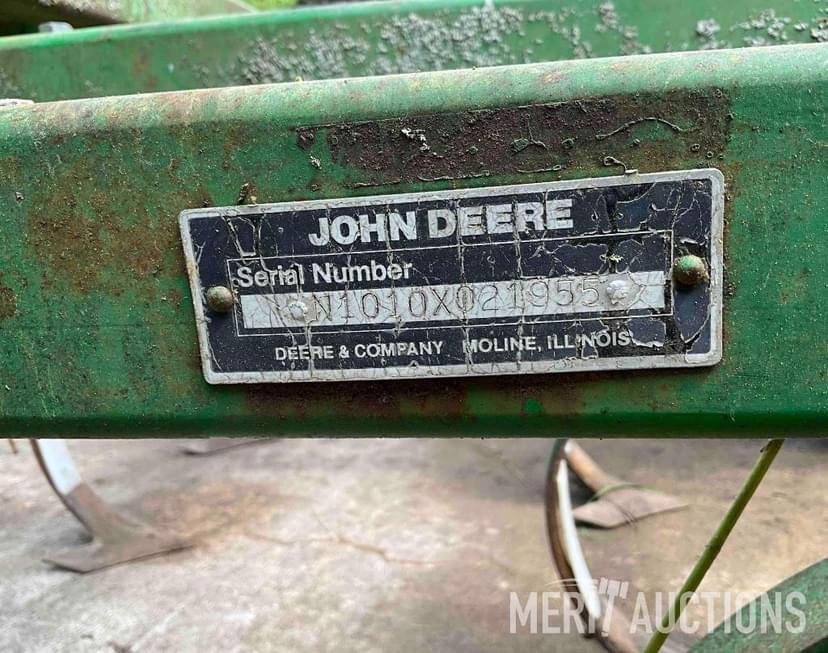 JOHN DEERE
Serial Number
N1010X021955
DEERE & COMPANY MOLINE, ILLINOIS
MERIT AUCTIONS